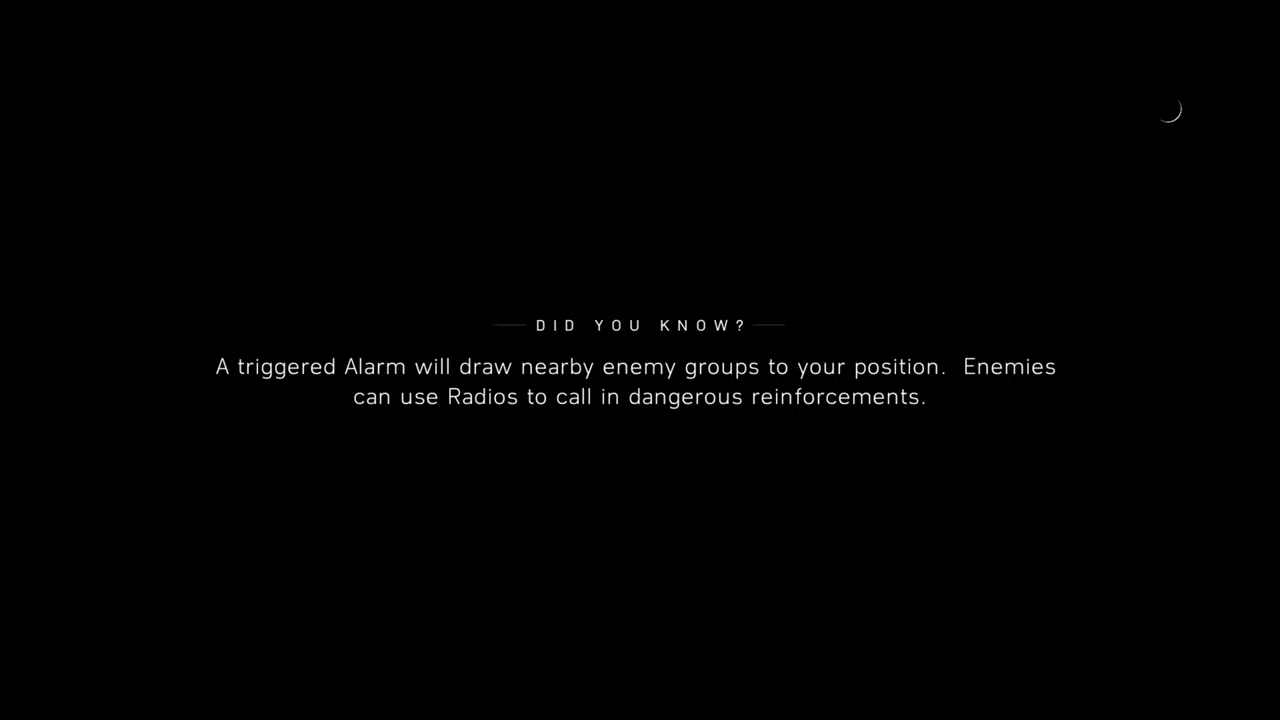 DID YOU KNOW?
A triggered Alarm will draw nearby enemy groups to your position.  Enemies
can use Radios to call in dangerous reinforcements.